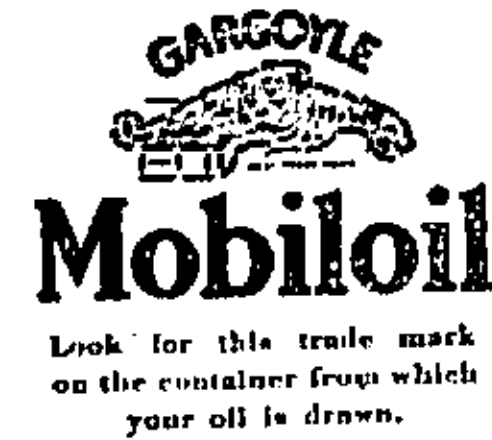 GARGOYLE
Mobiloil
Look for this trade mark
on the container from which
your oil is drawn.